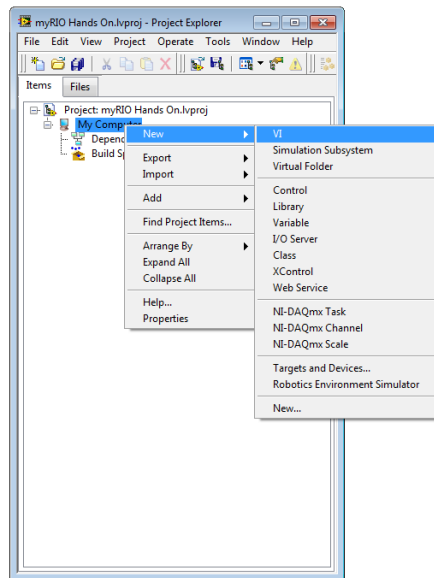 myRIO Hands On.lvproj - Project Explorer
File Edit View Project Operate Tools Window Help
Items Files
Project: myRIO Hands On.lvproj
My Computer
Depend
Build Sp
New
Export
Import
Add
Find Project Items...
Arrange By
Expand All
Collapse All
Help...
Properties
VI
Simulation Subsystem
Virtual Folder
Control
Library
Variable
I/O Server
Class
XControl
Web Service
NI-DAQmx Task
NI-DAQmx Channel
NI-DAQmx Scale
Targets and Devices...
Robotics Environment Simulator
New...